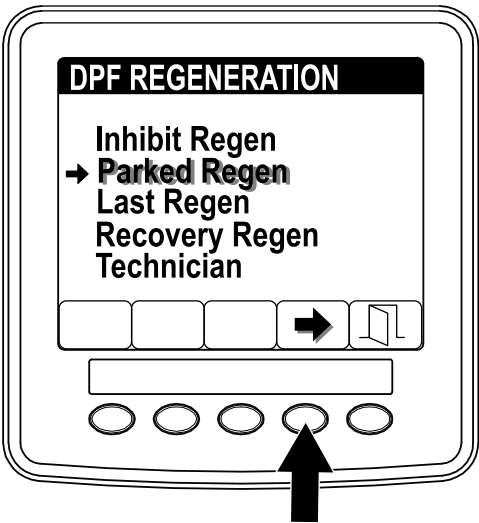 DPF REGENERATION
Inhibit Regen
Parked Regen
Last Regen
Recovery Regen
Technician